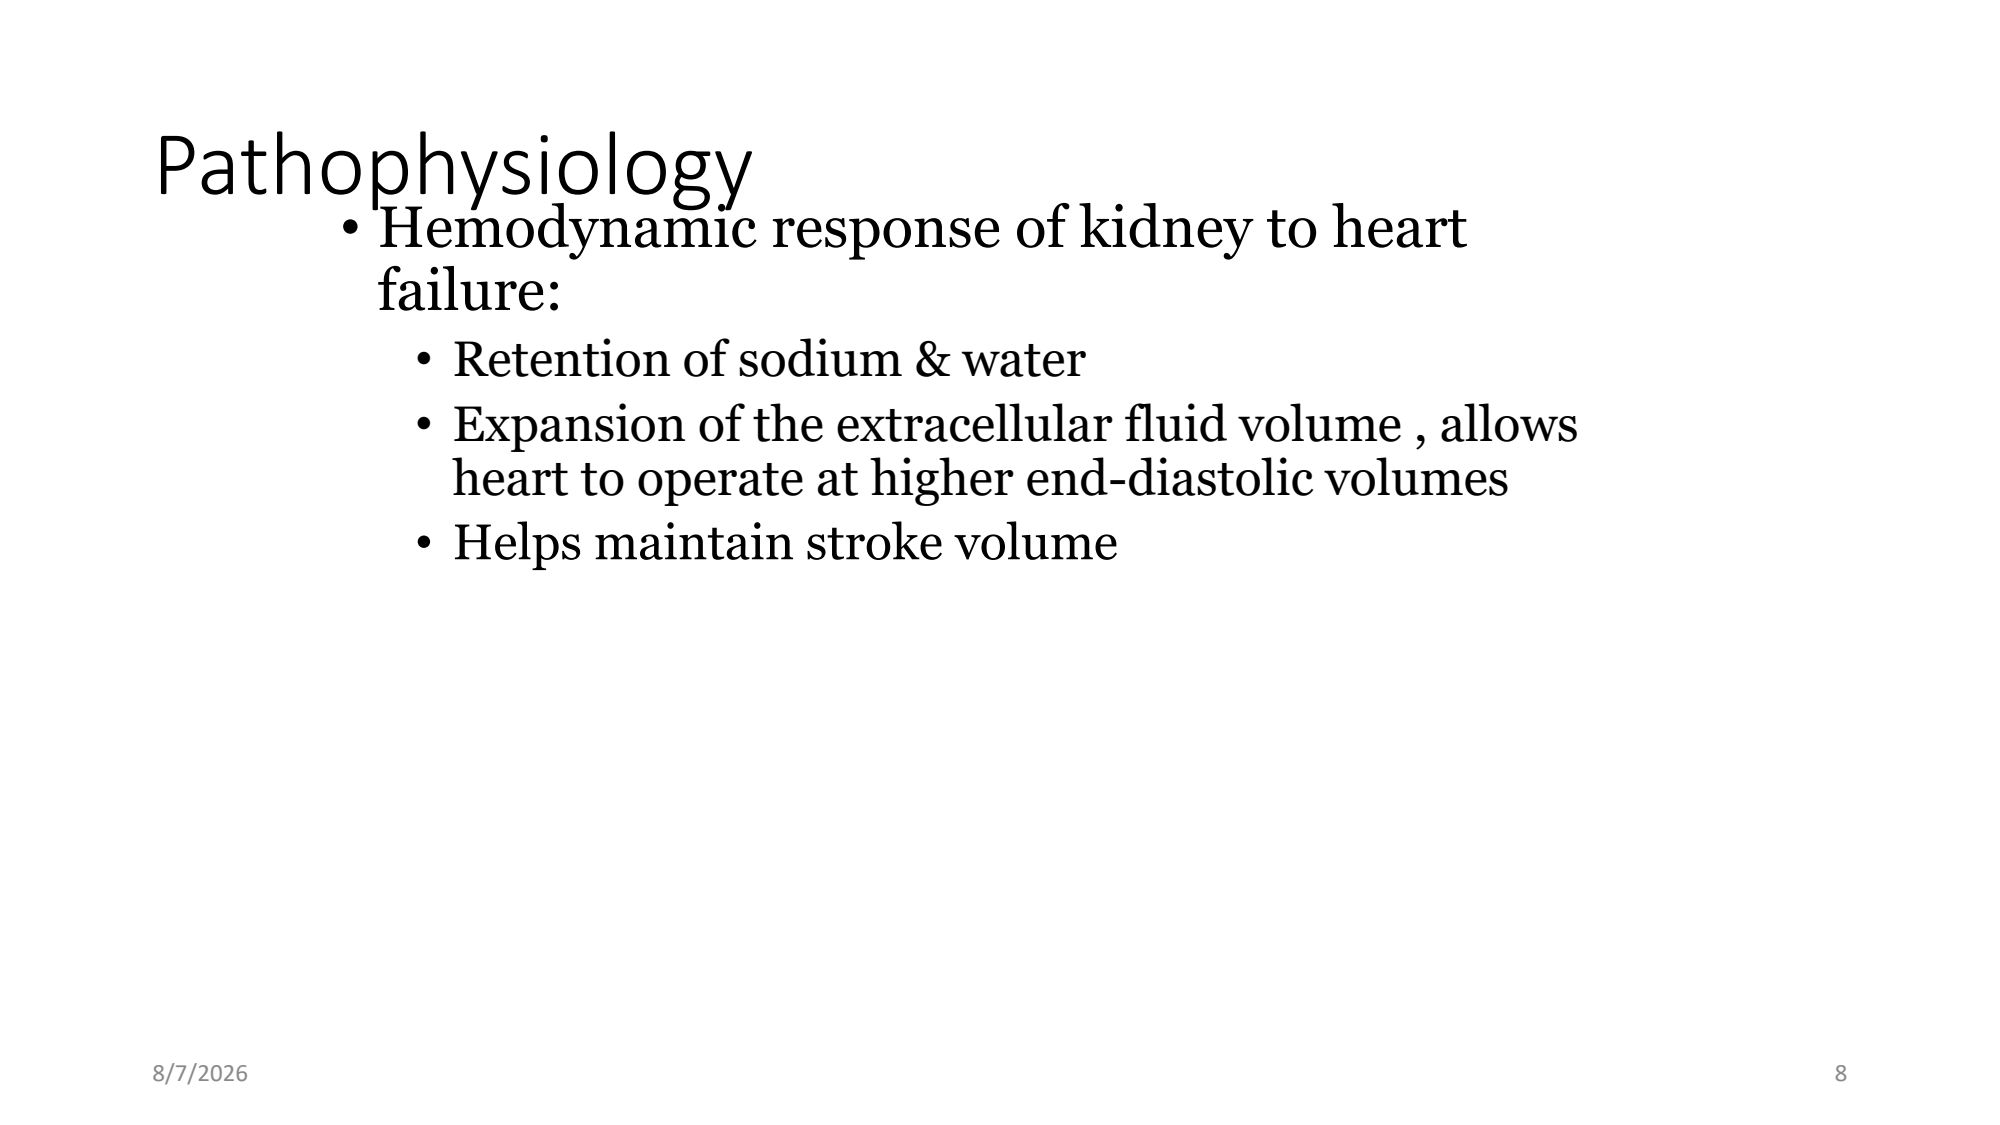 Pathophysiology
• Hemodynamic response of kidney to heart
failure:
• Retention of sodium & water
• Expansion of the extracellular fluid volume , allows
heart to operate at higher end-diastolic volumes
• Helps maintain stroke volume
8/7/2026
8